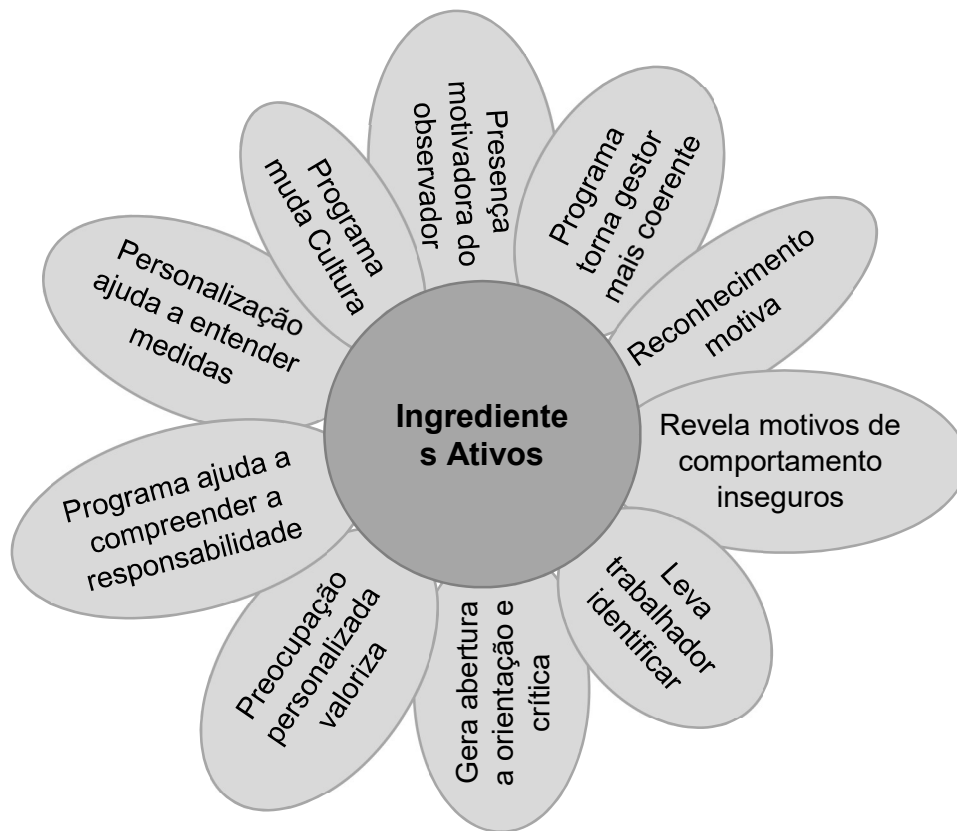 Presença
motivadora do
observador
Programa
torna gestor
mais coerente
Reconhecimento
motiva
Revela motivos de
comportamento
inseguros
Leva
trabalhador
identificar
Gera abertura
a orientação e
crítica
Preocupação
personalizada
valoriza
Programa ajuda a
compreender a
responsabilidade
Personalização
ajuda a entender
medidas
Programa
muda Cultura
Ingrediente
s Ativos